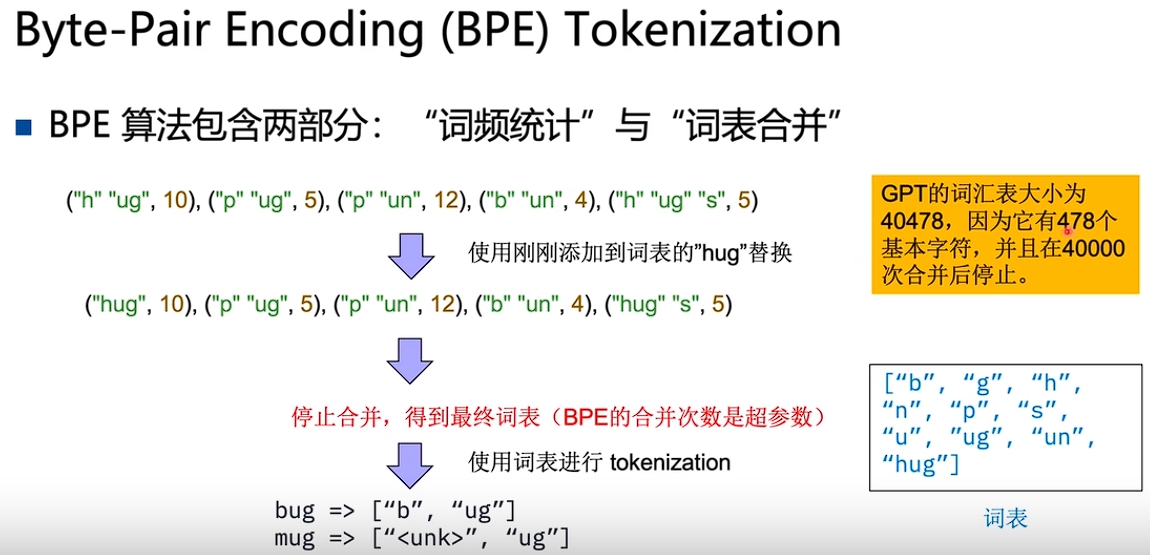 Byte-Pair Encoding (BPE) Tokenization
BPE 算法包含两部分： “词频统计”与“词表合并”
("h" "ug", 10), ("p" "ug", 5), ("p" "un", 12), ("b" "un", 4), ("h" "ug" "s", 5)
使用刚刚添加到词表的”hug”替换
("hug", 10), ("p" "ug", 5), ("p" "un", 12), ("b" "un", 4), ("hug" "s", 5)
停止合并，得到最终词表（BPE的合并次数是超参数）
使用词表进行 tokenization
bug => [“b”, “ug”]
mug => [“<unk>”, “ug”]
GPT的词汇表大小为
40478，因为它有478个
基本字符，并且在40000
次合并后停止。
[“b”, “g”, “h”,
“n”, “p”, “s”,
“u”, ”ug”, “un”,
“hug”]
词表